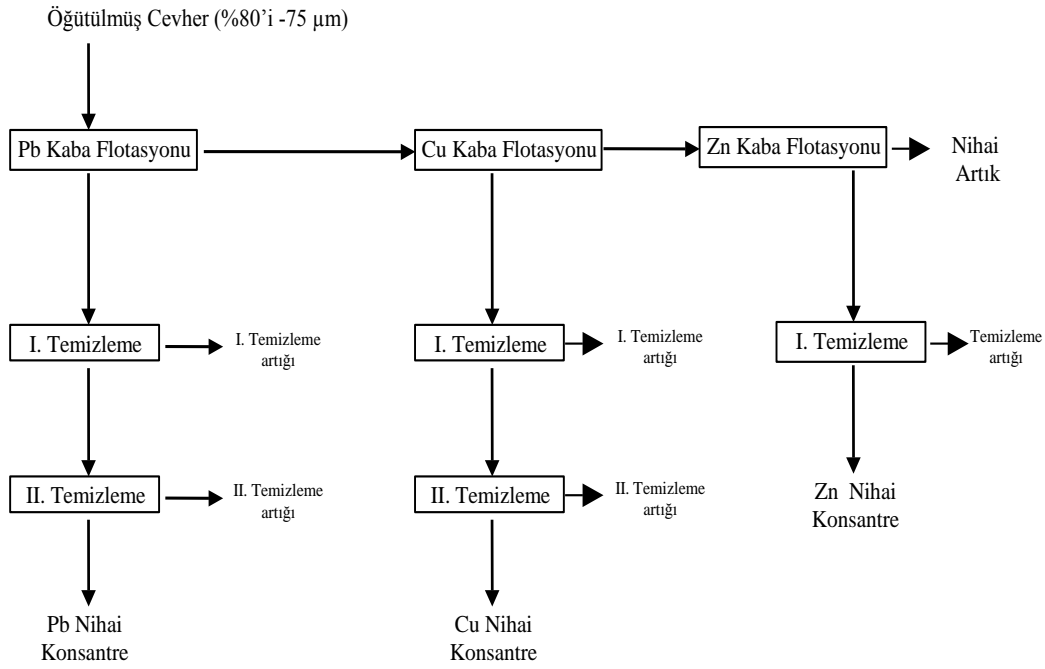 Öğütülmüş Cevher (%80’i -75 µm)
Pb Kaba Flotasyonu
Cu Kaba Flotasyonu
Zn Kaba Flotasyonu
Nihai
Artık
I. Temizleme
I. Temizleme
artığı
I. Temizleme
I. Temizleme
artığı
I. Temizleme
Temizleme
artığı
II. Temizleme
II. Temizleme
artığı
II. Temizleme
II. Temizleme
artığı
Zn Nihai
Konsantre
Pb Nihai
Konsantre
Cu Nihai
Konsantre